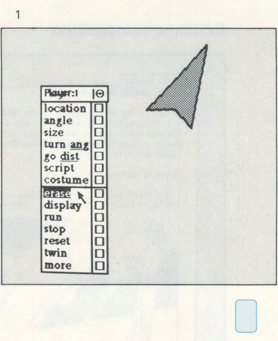 1
Player:1
location
angle
size
turn ang
go dist
script
costume
erase
display
run
stop
reset
twin
more